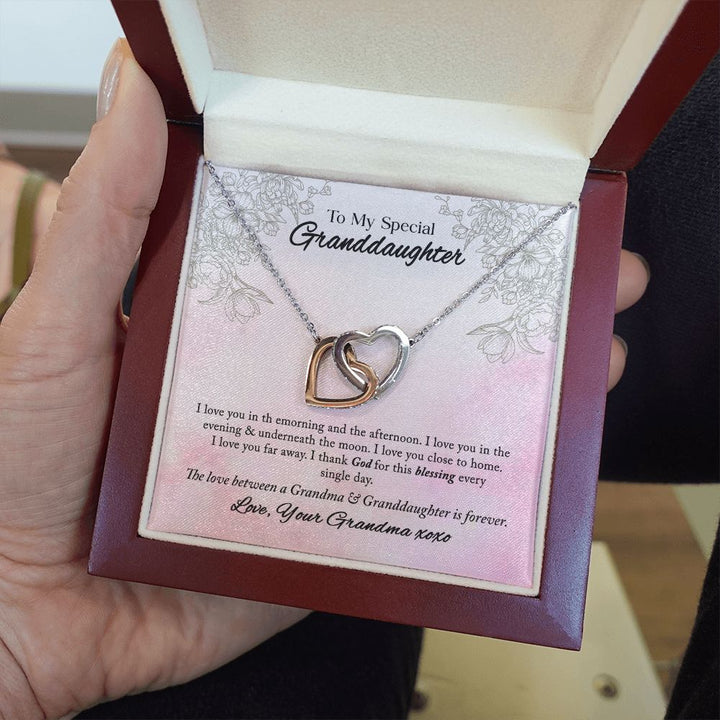 To My Special
Granddaughter
I love you in th emorning and the afternoon. I love you in the
evening & underneath the moon. I love you close to home.
I love you far away. I thank God for this blessing every
single day.
The love between a Grandma & Granddaughter is forever.
Love, Your Grandma xoxo